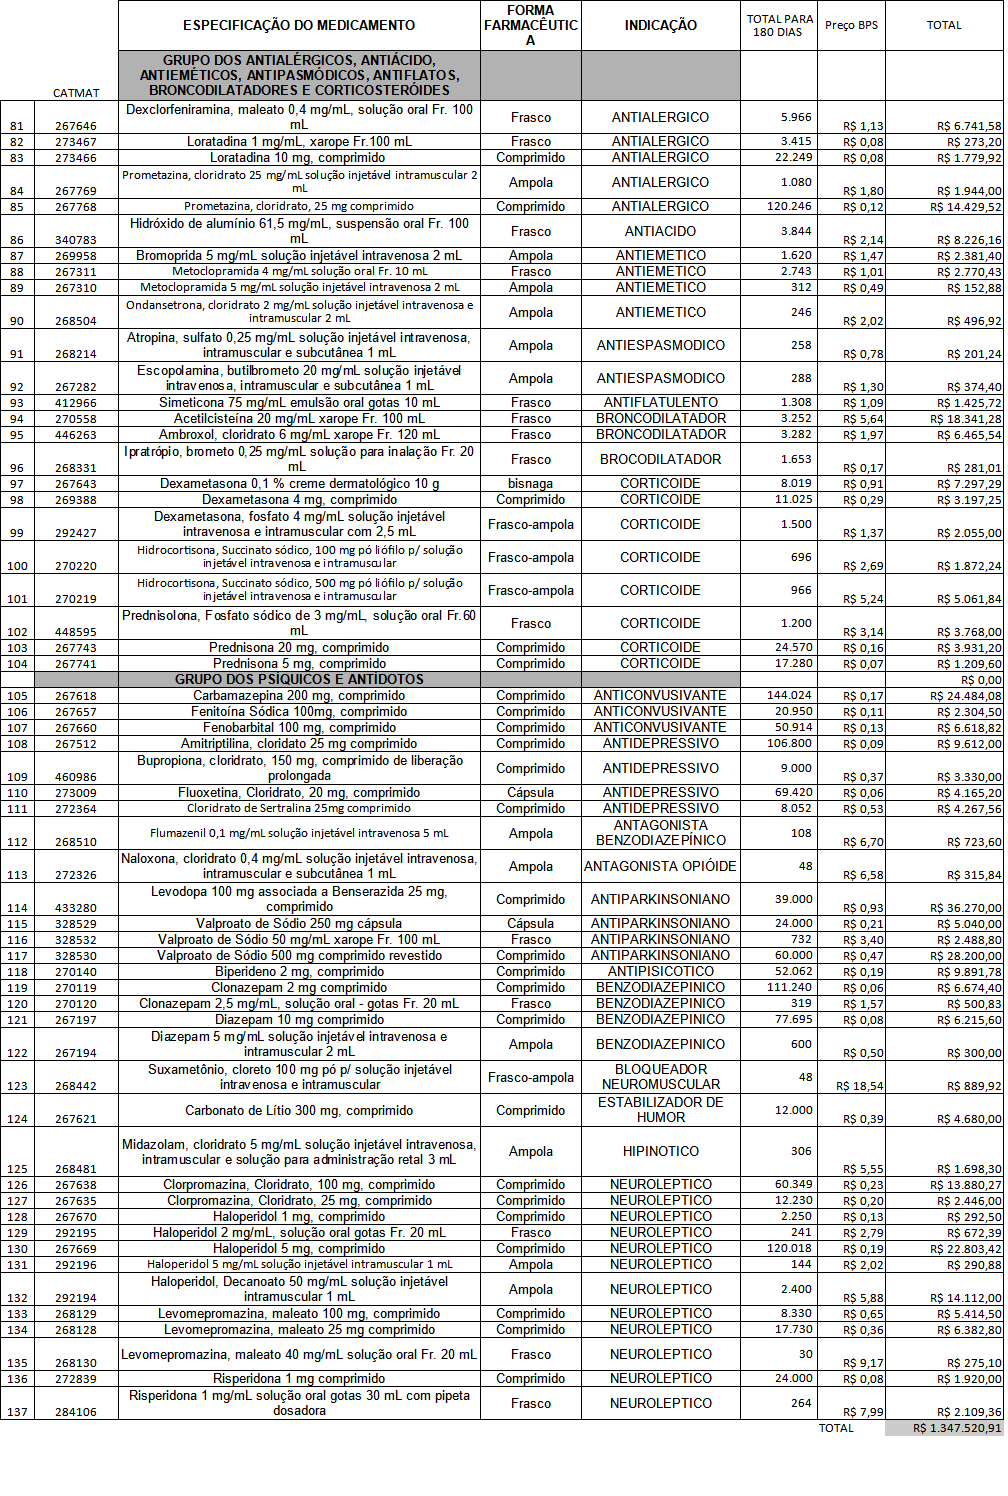 ESPECIFICAÇÃO DO MEDICAMENTO FORMA FARMACÊUTICA INDICAÇÃO TOTAL PARA 180 DIAS Preço BPS TOTAL
CATMAT GRUPO DOS ANTIALÉRGICOS, ANTIÁCIDO, ANTIEMÉTICOS, ANTIPASMÓDICOS, ANTIFLATOS, BRONCODILATADORES E CORTICOSTERÓIDES
81 267646 Dexclorfeniramina, maleato 0,4 mg/mL, solução oral Fr. 100 mL Frasco ANTIALERGICO 5.966 R$ 1,13 R$ 6.741,58
82 273467 Loratadina 1 mg/mL, xarope Fr.100 mL Frasco ANTIALERGICO 3.415 R$ 0,08 R$ 273,20
83 273466 Loratadina 10 mg, comprimido Comprimido ANTIALERGICO 22.249 R$ 0,08 R$ 1.779,92
84 267769 Prometazina, cloridrato 25 mg/mL solução injetável intramuscular 2 mL Ampola ANTIALERGICO 1.080 R$ 1,80 R$ 1.944,00
85 267768 Prometazina, cloridrato, 25 mg comprimido Comprimido ANTIALERGICO 120.246 R$ 0,12 R$ 14.429,52
86 340783 Hidróxido de alumínio 61,5 mg/mL, suspensão oral Fr. 100 mL Frasco ANTIACIDO 3.844 R$ 2,14 R$ 8.226,16
87 269958 Bromoprida 5 mg/mL solução injetável intravenosa 2 mL Ampola ANTIEMETICO 1.620 R$ 1,47 R$ 2.381,40
88 267311 Metoclopramida 4 mg/mL solução oral Fr. 10 mL Frasco ANTIEMETICO 2.743 R$ 1,01 R$ 2.770,43
89 267310 Metoclopramida 5 mg/mL solução injetável intravenosa 2 mL Ampola ANTIEMETICO 312 R$ 0,49 R$ 152,88
90 268504 Ondansetrona, cloridrato 2 mg/mL solução injetável intravenosa e intramuscular 2 mL Ampola ANTIEMETICO 246 R$ 2,02 R$ 496,92
91 268214 Atropina, sulfato 0,25 mg/mL solução injetável intravenosa, intramuscular e subcutânea 1 mL Ampola ANTIESPASMODICO 258 R$ 0,78 R$ 201,24
92 267282 Escopolamina, butilbrometo 20 mg/mL solução injetável intravenosa, intramuscular e subcutânea 1 mL Ampola ANTIESPASMODICO 288 R$ 1,30 R$ 374,40
93 412966 Simeticona 75 mg/mL emulsão oral gotas 10 mL Frasco ANTIFLATULENTO 1.308 R$ 1,09 R$ 1.425,72
94 270558 Acetilcisteína 20 mg/mL xarope Fr. 100 mL Frasco BRONCODILATADOR 3.252 R$ 5,64 R$ 18.341,28
95 446263 Ambroxol, cloridrato 6 mg/mL xarope Fr. 120 mL Frasco BRONCODILATADOR 3.282 R$ 1,97 R$ 6.465,54
96 268331 Ipratrópio, brometo 0,25 mg/mL solução para inalação Fr. 20 mL Frasco BROCODILATADOR 1.653 R$ 0,17 R$ 281,01
97 267643 Dexametasona 0,1 % creme dermatológico 10 g bisnaga CORTICOIDE 8.019 R$ 0,91 R$ 7.297,29
98 269388 Dexametasona 4 mg, comprimido Comprimido CORTICOIDE 11.025 R$ 0,29 R$ 3.197,25
99 292427 Dexametasona, fosfato 4 mg/mL solução injetável intravenosa e intramuscular com 2,5 mL Frasco-ampola CORTICOIDE 1.500 R$ 1,37 R$ 2.055,00
100 270220 Hidrocortisona, Succinato sódico, 100 mg pó liófilo p/ solução injetável intravenosa e intramuscular Frasco-ampola CORTICOIDE 696 R$ 2,69 R$ 1.872,24
101 270219 Hidrocortisona, Succinato sódico, 500 mg pó liófilo p/ solução injetável intravenosa e intramuscular Frasco-ampola CORTICOIDE 966 R$ 5,24 R$ 5.061,84
102 448595 Prednisolona, Fosfato sódico de 3 mg/mL, solução oral Fr.60 mL Frasco CORTICOIDE 1.200 R$ 3,14 R$ 3.768,00
103 267743 Prednisona 20 mg, comprimido Comprimido CORTICOIDE 24.570 R$ 0,16 R$ 3.931,20
104 267741 Prednisona 5 mg, comprimido Comprimido CORTICOIDE 17.280 R$ 0,07 R$ 1.209,60
GRUPO DOS PSÍQUICOS E ANTÍDOTOS R$ 0,00
105 267618 Carbamazepina 200 mg, comprimido Comprimido ANTICONVUSIVANTE 144.024 R$ 0,17 R$ 24.484,08
106 267657 Fenitoína Sódica 100mg, comprimido Comprimido ANTICONVUSIVANTE 20.950 R$ 0,11 R$ 2.304,50
107 267660 Fenobarbital 100 mg, comprimido Comprimido ANTICONVUSIVANTE 50.914 R$ 0,13 R$ 6.618,82
108 267512 Amitriptilina, cloridato 25 mg comprimido Comprimido ANTIDEPRESSIVO 106.800 R$ 0,09 R$ 9.612,00
109 460986 Bupropiona, cloridrato, 150 mg, comprimido de liberação prolongada Comprimido ANTIDEPRESSIVO 9.000 R$ 0,37 R$ 3.330,00
110 273009 Fluoxetina, Cloridrato, 20 mg, comprimido Cápsula ANTIDEPRESSIVO 69.420 R$ 0,06 R$ 4.165,20
111 272364 Cloridrato de Sertralina 25mg comprimido Comprimido ANTIDEPRESSIVO 8.052 R$ 0,53 R$ 4.267,56
112 268510 Flumazenil 0,1 mg/mL solução injetável intravenosa 5 mL Ampola ANTAGONISTA BENZODIAZEPÍNICO 108 R$ 6,70 R$ 723,60
113 272326 Naloxona, cloridrato 0,4 mg/mL solução injetável intravenosa, intramuscular e subcutânea 1 mL Ampola ANTAGONISTA OPIÓIDE 48 R$ 6,58 R$ 315,84
114 433280 Levodopa 100 mg associada a Benserazida 25 mg, comprimido Comprimido ANTIPARKINSONIANO 39.000 R$ 0,93 R$ 36.270,00
115 328529 Valproato de Sódio 250 mg cápsula Cápsula ANTIPARKINSONIANO 24.000 R$ 0,21 R$ 5.040,00
116 328532 Valproato de Sódio 50 mg/mL xarope Fr. 100 mL Frasco ANTIPARKINSONIANO 732 R$ 3,40 R$ 2.488,80
117 328530 Valproato de Sódio 500 mg comprimido revestido Comprimido ANTIPARKINSONIANO 60.000 R$ 0,47 R$ 28.200,00
118 270140 Biperideno 2 mg, comprimido Comprimido ANTIPISICOTICO 52.062 R$ 0,19 R$ 9.891,78
119 270119 Clonazepam 2 mg comprimido Comprimido BENZODIAZEPINICO 111.240 R$ 0,06 R$ 6.674,40
120 270120 Clonazepam 2,5 mg/mL, solução oral - gotas Fr. 20 mL Frasco BENZODIAZEPINICO 319 R$ 1,57 R$ 500,83
121 267197 Diazepam 10 mg comprimido Comprimido BENZODIAZEPINICO 77.695 R$ 0,08 R$ 6.215,60
122 267194 Diazepam 5 mg/mL solução injetável intravenosa e intramuscular 2 mL Ampola BENZODIAZEPINICO 600 R$ 0,50 R$ 300,00
123 268442 Suxametônio, cloreto 100 mg pó p/ solução injetável intravenosa e intramuscular Frasco-ampola BLOQUEADOR NEUROMUSCULAR 48 R$ 18,54 R$ 889,92
124 267621 Carbonato de Lítio 300 mg, comprimido Comprimido ESTABILIZADOR DE HUMOR 12.000 R$ 0,39 R$ 4.680,00
125 268481 Midazolam, cloridrato 5 mg/mL solução injetável intravenosa, intramuscular e solução para administração retal 3 mL Ampola HIPINOTICO 306 R$ 5,55 R$ 1.698,30
126 267638 Clorpromazina, Cloridrato, 100 mg, comprimido Comprimido NEUROLEPTICO 60.349 R$ 0,23 R$ 13.880,27
127 267635 Clorpromazina, Cloridrato, 25 mg, comprimido Comprimido NEUROLEPTICO 12.230 R$ 0,20 R$ 2.446,00
128 267670 Haloperidol 1 mg, comprimido Comprimido NEUROLEPTICO 2.250 R$ 0,13 R$ 292,50
129 292195 Haloperidol 2 mg/mL, solução oral gotas Fr. 20 mL Frasco NEUROLEPTICO 241 R$ 2,79 R$ 672,39
130 267669 Haloperidol 5 mg, comprimido Comprimido NEUROLEPTICO 120.018 R$ 0,19 R$ 22.803,42
131 292196 Haloperidol 5 mg/mL solução injetável intramuscular 1 mL Ampola NEUROLEPTICO 144 R$ 2,02 R$ 290,88
132 292194 Haloperidol, Decanoato 50 mg/mL solução injetável intramuscular 1 mL Ampola NEUROLEPTICO 2.400 R$ 5,88 R$ 14.112,00
133 268129 Levomepromazina, maleato 100 mg, comprimido Comprimido NEUROLEPTICO 8.330 R$ 0,65 R$ 5.414,50
134 268128 Levomepromazina, maleato 25 mg comprimido Comprimido NEUROLEPTICO 17.730 R$ 0,36 R$ 6.382,80
135 268130 Levomepromazina, maleato 40 mg/mL solução oral Fr. 20 mL Frasco NEUROLEPTICO 30 R$ 9,17 R$ 275,10
136 272839 Risperidona 1 mg comprimido Comprimido NEUROLEPTICO 24.000 R$ 0,08 R$ 1.920,00
137 284106 Risperidona 1 mg/mL solução oral gotas 30 mL com pipeta dosadora Frasco NEUROLEPTICO 264 R$ 7,99 R$ 2.109,36
TOTAL R$ 1.347.520,91